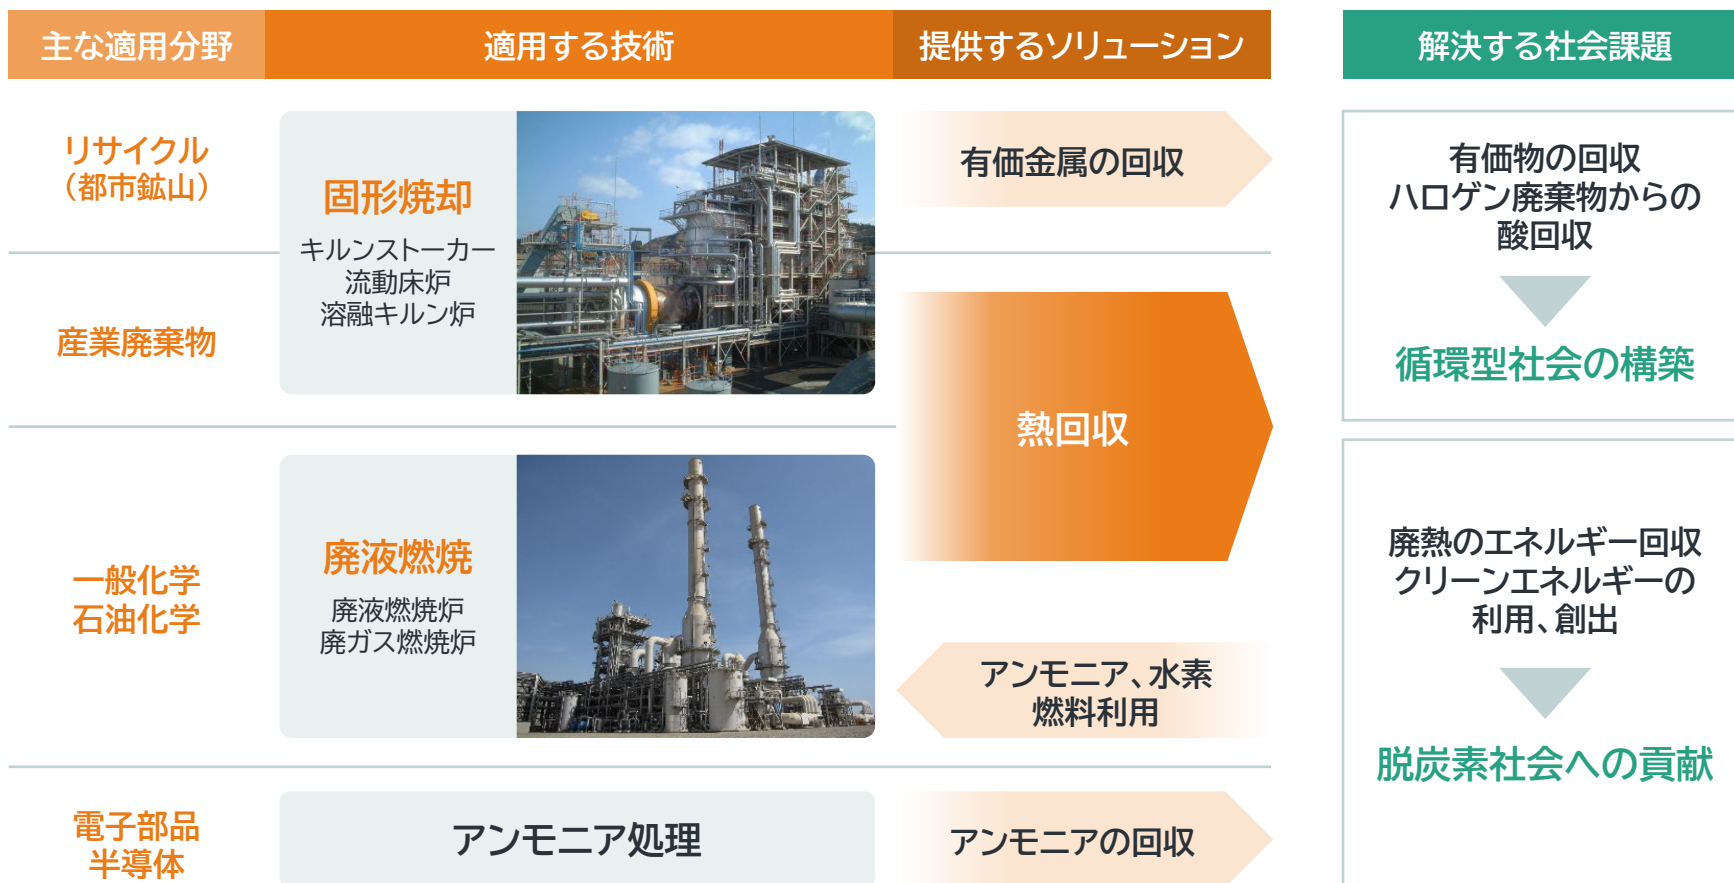 主な適用分野
適用する技術
提供するソリューション
解決する社会課題
リサイクル
（都市鉱山）
産業廃棄物
固形焼却
キルンストーカー
流動床炉
溶融キルン炉
有価金属の回収
熱回収
一般化学
石油化学
廃液燃焼
廃液燃焼炉
廃ガス燃焼炉
アンモニア、水素
燃料利用
電子部品
半導体
アンモニア処理
アンモニアの回収
有価物の回収
ハロゲン廃棄物からの
酸回収
循環型社会の構築
廃熱のエネルギー回収
クリーンエネルギーの
利用、創出
脱炭素社会への貢献